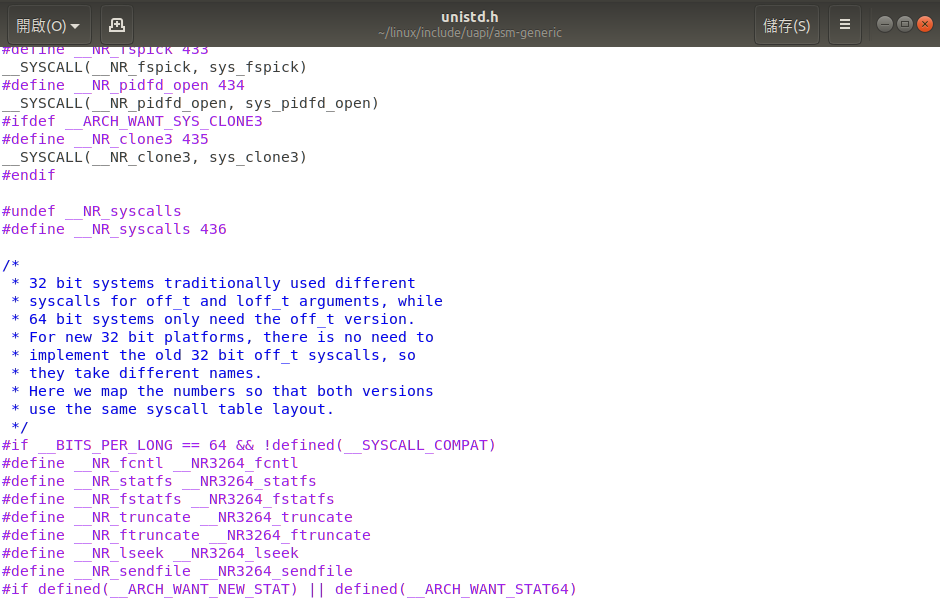 開啟(O)
unistd.h
~/linux/include/uapi/asm-generic
儲存(S)
#define __NR_fspick 433
__SYSCALL(__NR_fspick, sys_fspick)
#define __NR_pidfd_open 434
__SYSCALL(__NR_pidfd_open, sys_pidfd_open)
#ifdef __ARCH_WANT_SYS_CLONE3
#define __NR_clone3 435
__SYSCALL(__NR_clone3, sys_clone3)
#endif
#undef __NR_syscalls
#define __NR_syscalls 436
/*
 * 32 bit systems traditionally used different
 * syscalls for off_t and loff_t arguments, while
 * 64 bit systems only need the off_t version.
 * For new 32 bit platforms, there is no need to
 * implement the old 32 bit off_t syscalls, so
 * they take different names.
 * Here we map the numbers so that both versions
 * use the same syscall table layout.
 */
#if __BITS_PER_LONG == 64 && !defined(__SYSCALL_COMPAT)
#define __NR_fcntl __NR3264_fcntl
#define __NR_statfs __NR3264_statfs
#define __NR_fstatfs __NR3264_fstatfs
#define __NR_truncate __NR3264_truncate
#define __NR_ftruncate __NR3264_ftruncate
#define __NR_lseek __NR3264_lseek
#define __NR_sendfile __NR3264_sendfile
#if defined(__ARCH_WANT_NEW_STAT) || defined(__ARCH_WANT_STAT64)